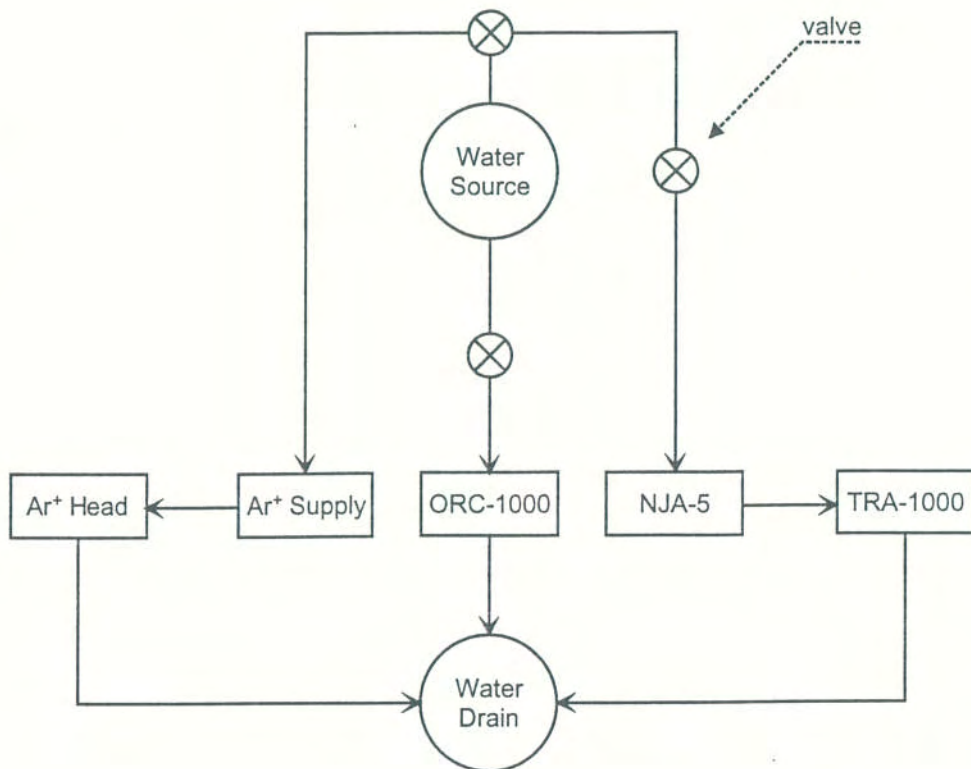 valve
Water
Source
Ar⁺ Head
Ar⁺ Supply
ORC-1000
NJA-5
TRA-1000
Water
Drain